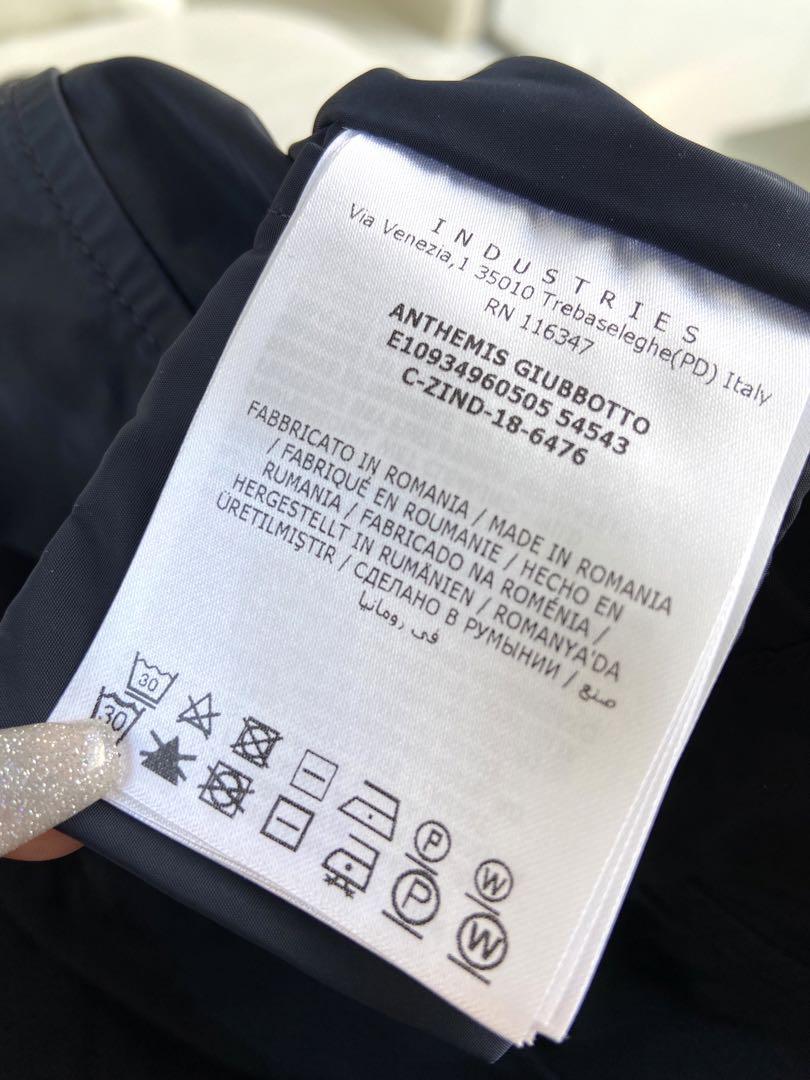 INDUSTRIES
Via Venezia,1 35010 Trebaseleghe(PD) Italy
RN 116347
ANTHEMIS GIUBBOTTO
E10934960505 54543
C-ZIND-18-6476
FABBRICATO IN ROMANIA / MADE IN ROMANIA
/ FABRIQUÉ EN ROUMANIE / HECHO EN
RUMANIA / FABRICADO NA ROMÉNIA /
HERGESTELLT IN RUMÄNIEN / ROMANYA'DA
ÜRETILMIŞTIR / СДЕЛАНО В РУМЫНИИ / صنع
في رومانيا
30 P W
30 P W